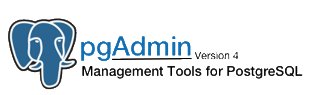 pgAdmin Version 4
Management Tools for PostgreSQL